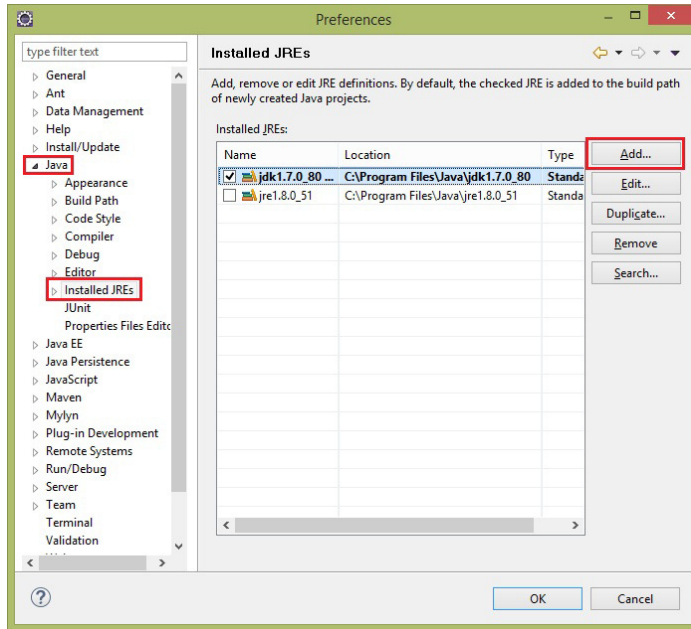 Preferences
type filter text
General
Ant
Data Management
Help
Install/Update
Java
Appearance
Build Path
Code Style
Compiler
Debug
Editor
Installed JREs
JUnit
Properties Files Edito
Java EE
Java Persistence
JavaScript
Maven
Mylyn
Plug-in Development
Remote Systems
Run/Debug
Server
Team
Terminal
Validation
Installed JREs
Add, remove or edit JRE definitions. By default, the checked JRE is added to the build path
of newly created Java projects.
Installed JREs:
Name Location Type
jdk1.7.0_80 ... C:\Program Files\Java\jdk1.7.0_80 Standa
jre1.8.0_51 C:\Program Files\Java\jre1.8.0_51 Standa
Add...
Edit...
Duplicate...
Remove
Search...
OK Cancel